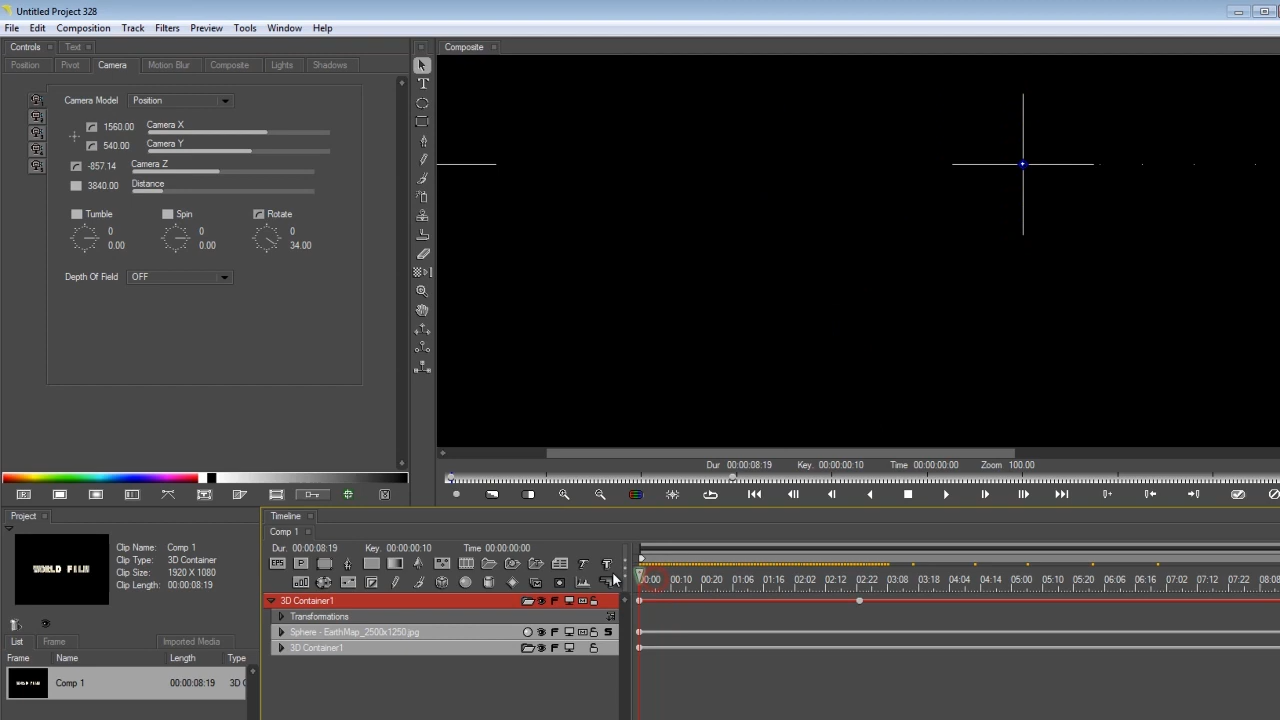 Untitled Project 328
File Edit Composition Track Filters Preview Tools Window Help
Controls Text
Composite
Position Pivot Camera Motion Blur Composite Lights Shadows
Camera Model Position
1560.00 Camera X
540.00 Camera Y
-857.14 Camera Z
3840.00 Distance
Tumble Spin Rotate
0 0 0
0.00 0.00 34.00
Depth Of Field OFF
Dur 00:00:08:19 Key. 00:00:00:10 Time 00:00:00:00 Zoom 100.00
Project
Timeline
Comp 1
WORLD FILM
Clip Name: Comp 1
Clip Type: 3D Container
Clip Size: 1920 X 1080
Clip Length: 00:00:08:19
Dur. 00:00:08:19 Key. 00:00:00:10 Time 00:00:00:00
EPS P T T
00:00 00:10 00:20 01:06 01:16 02:02 02:12 02:22 03:08 03:18 04:04 04:14 05:00 05:10 05:20 06:06 06:16 07:02 07:12 07:22 08:08
3D Container1 F
Transformations
Sphere - EarthMap_2500x1250.jpg F S
3D Container1 F
List Frame Imported Media
Frame Name Length Type
Comp 1 00:00:08:19 3D C